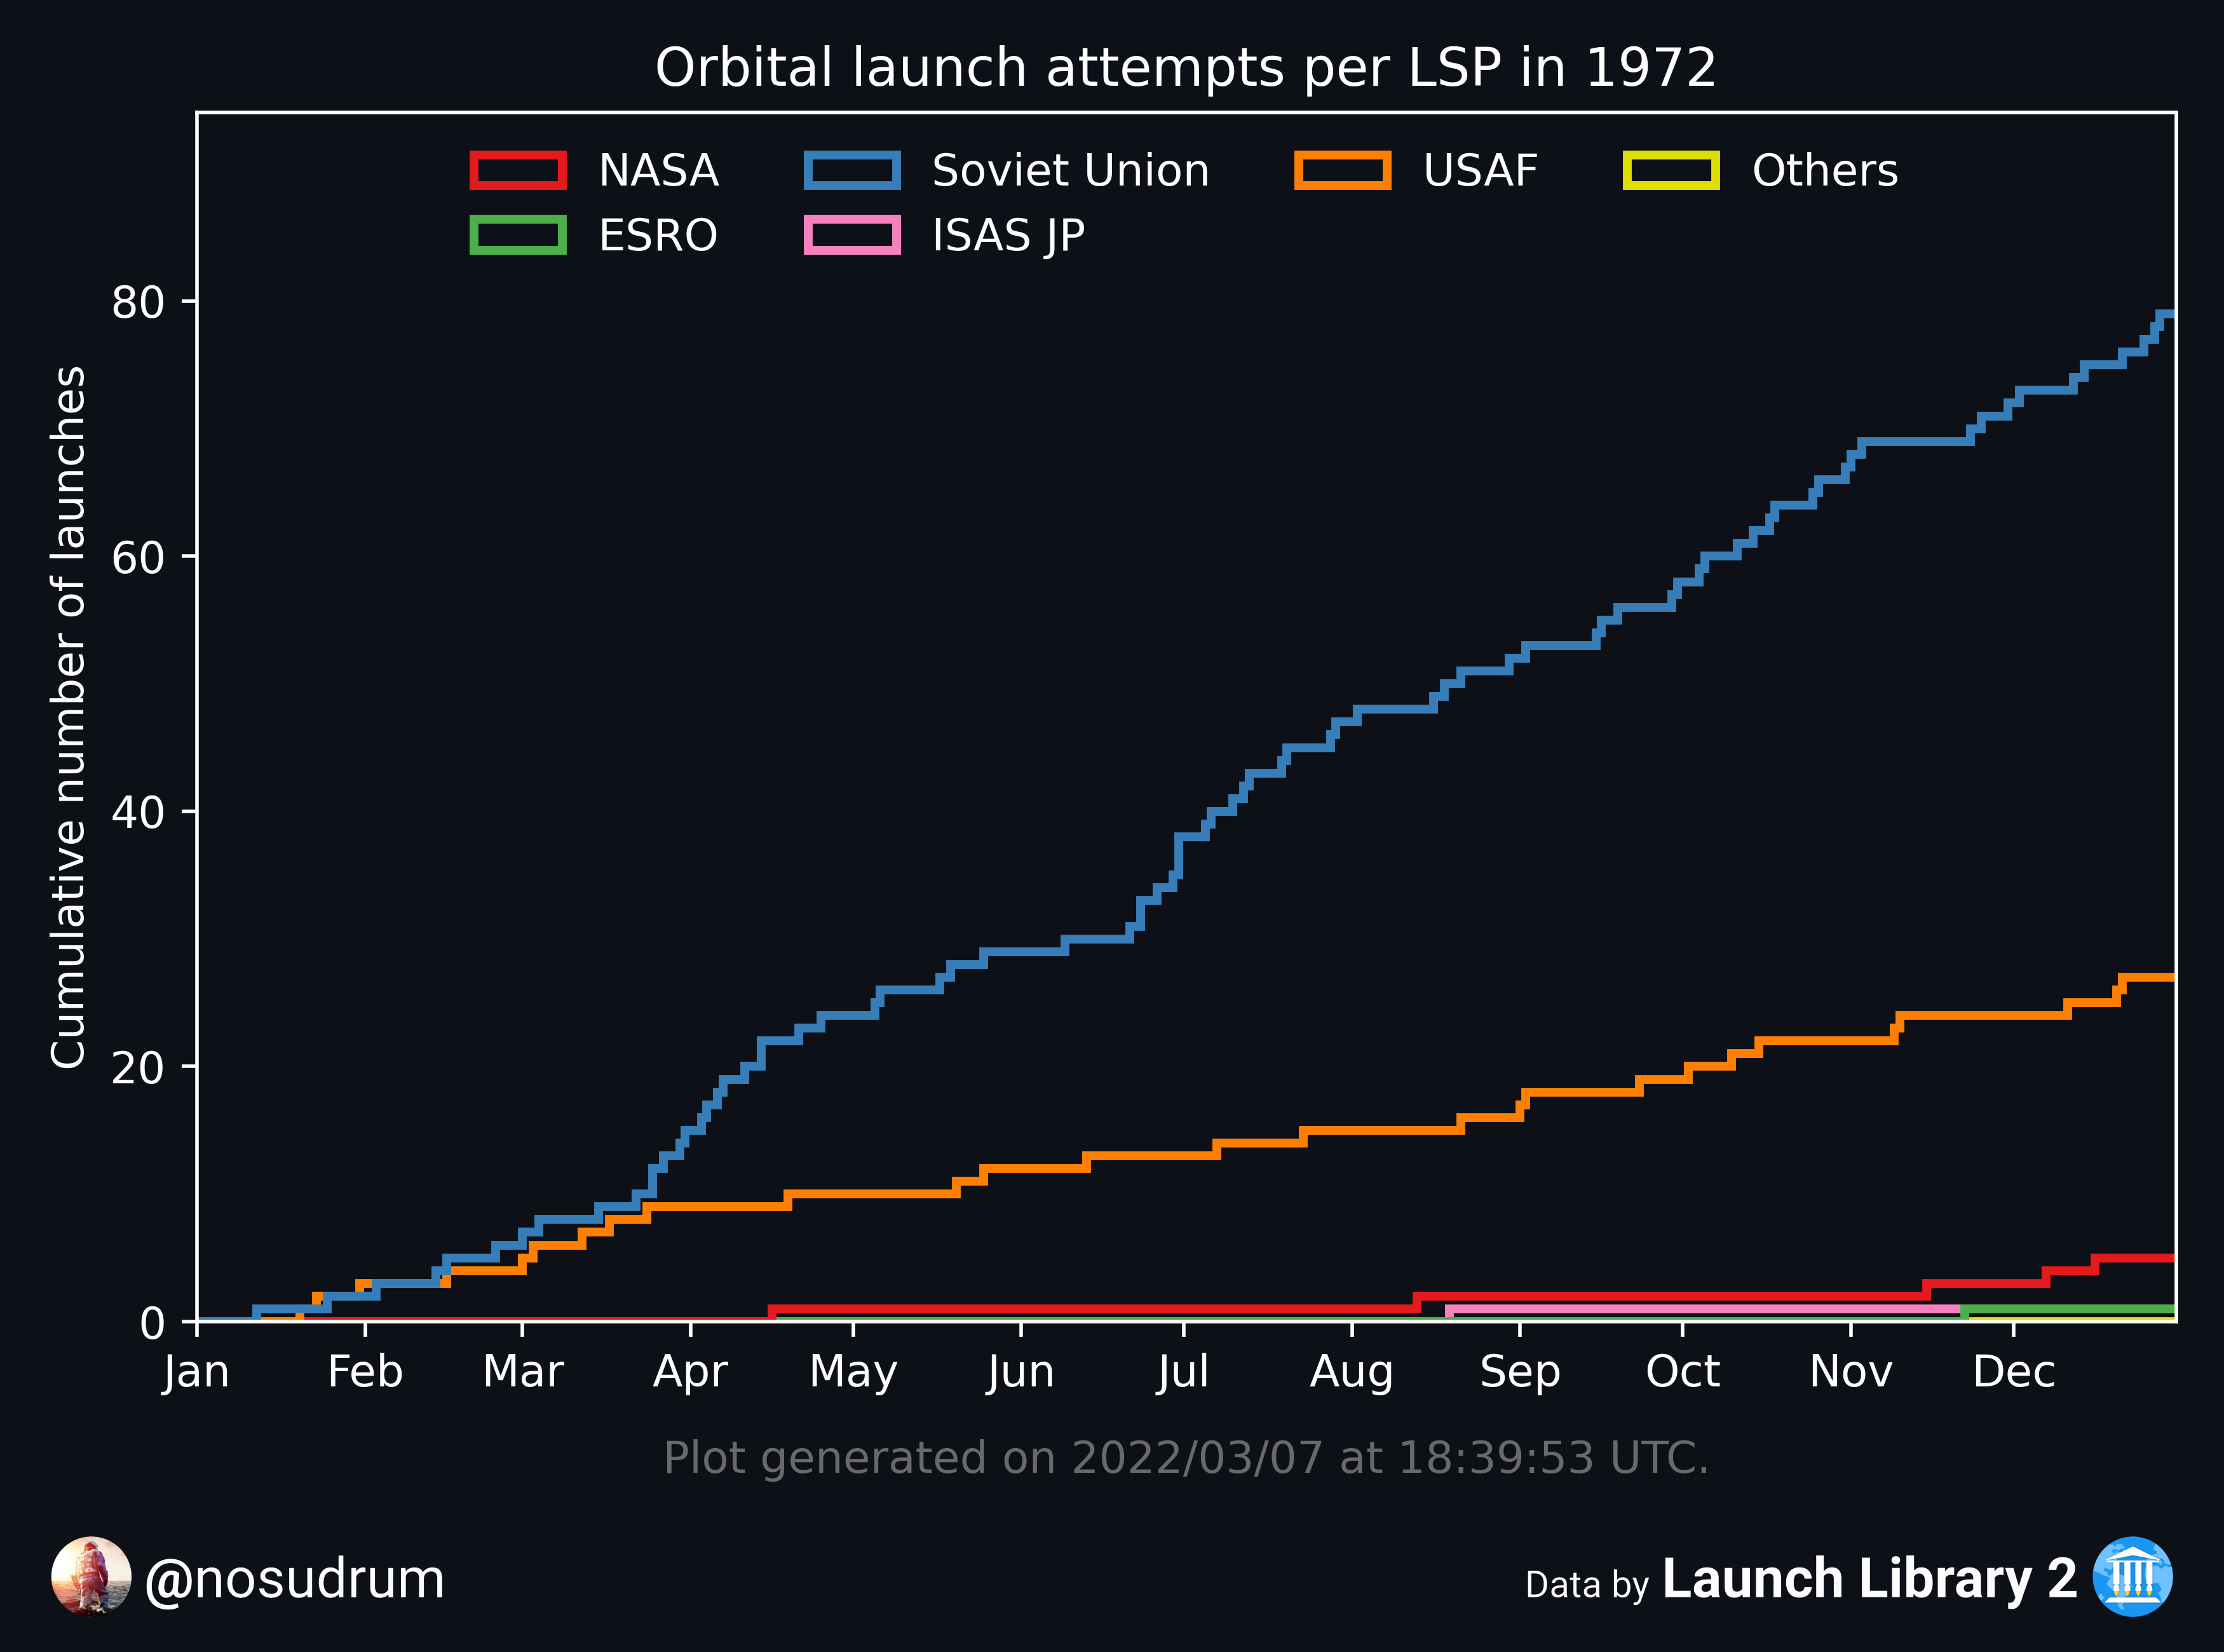 Orbital launch attempts per LSP in 1972
NASA
Soviet Union
USAF
Others
ESRO
ISAS JP
Cumulative number of launches
80
60
40
20
0
Jan Feb Mar Apr May Jun Jul Aug Sep Oct Nov Dec
Plot generated on 2022/03/07 at 18:39:53 UTC.
@nosudrum
Data by Launch Library 2